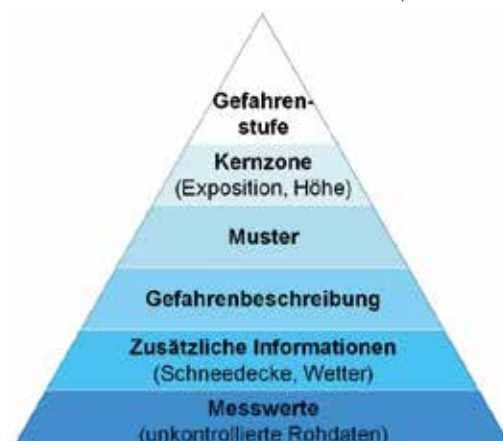 Gefahren-
stufe
Kernzone
(Exposition, Höhe)
Muster
Gefahrenbeschreibung
Zusätzliche Informationen
(Schneedecke, Wetter)
Messwerte
(unkontrollierte Rohdaten)